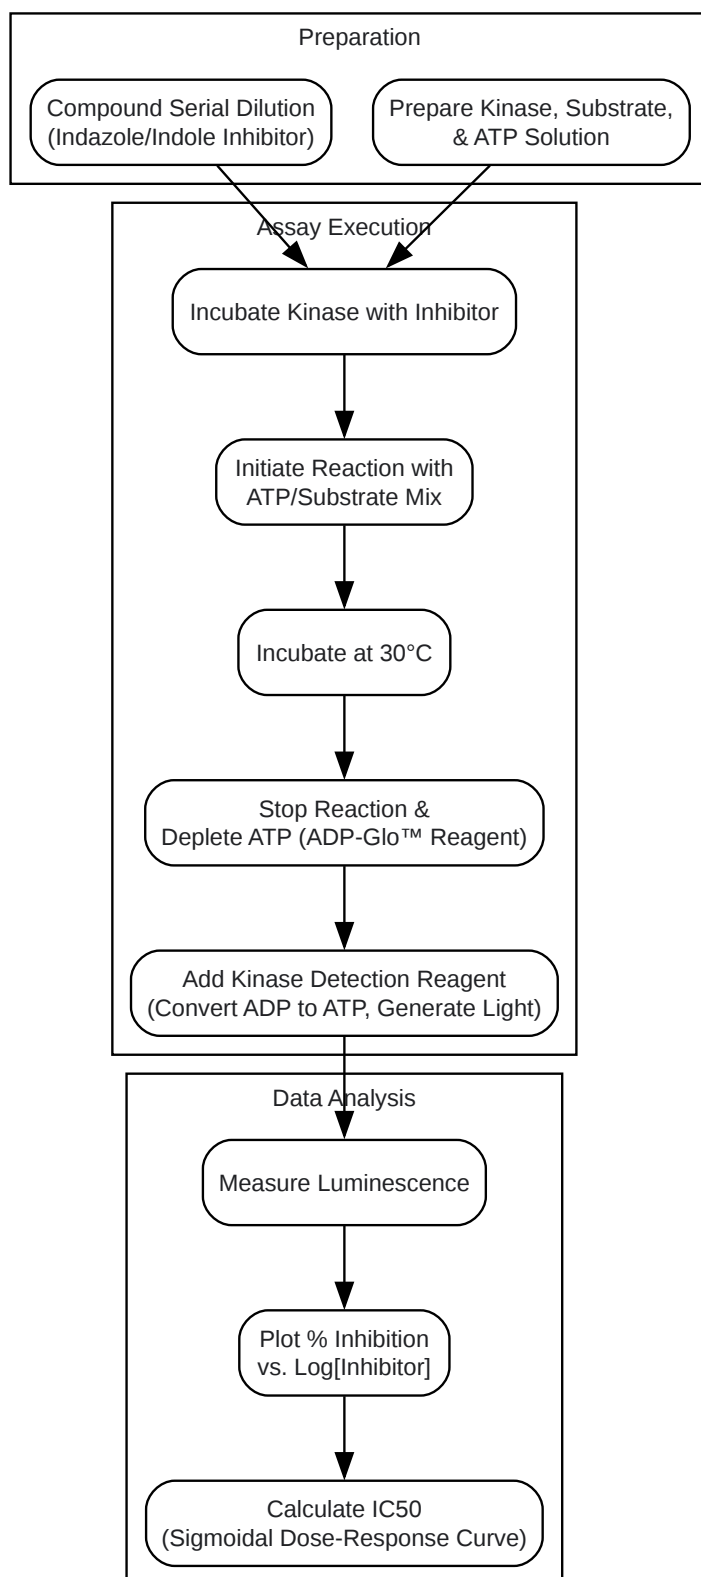 Preparation
Compound Serial Dilution
(Indazole/Indole Inhibitor)
Prepare Kinase, Substrate,
& ATP Solution
Assay Execution
Incubate Kinase with Inhibitor
Initiate Reaction with
ATP/Substrate Mix
Incubate at 30°C
Stop Reaction &
Deplete ATP (ADP-Glo™ Reagent)
Add Kinase Detection Reagent
(Convert ADP to ATP, Generate Light)
Data Analysis
Measure Luminescence
Plot % Inhibition
vs. Log[Inhibitor]
Calculate IC50
(Sigmoidal Dose-Response Curve)